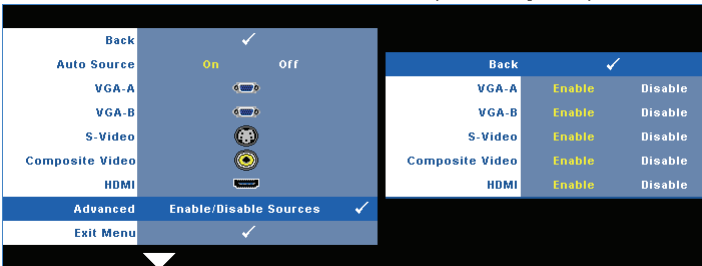 Back
Auto Source On Off
VGA-A
VGA-B
S-Video
Composite Video
HDMI
Advanced Enable/Disable Sources
Exit Menu
Back
VGA-A Enable Disable
VGA-B Enable Disable
S-Video Enable Disable
Composite Video Enable Disable
HDMI Enable Disable